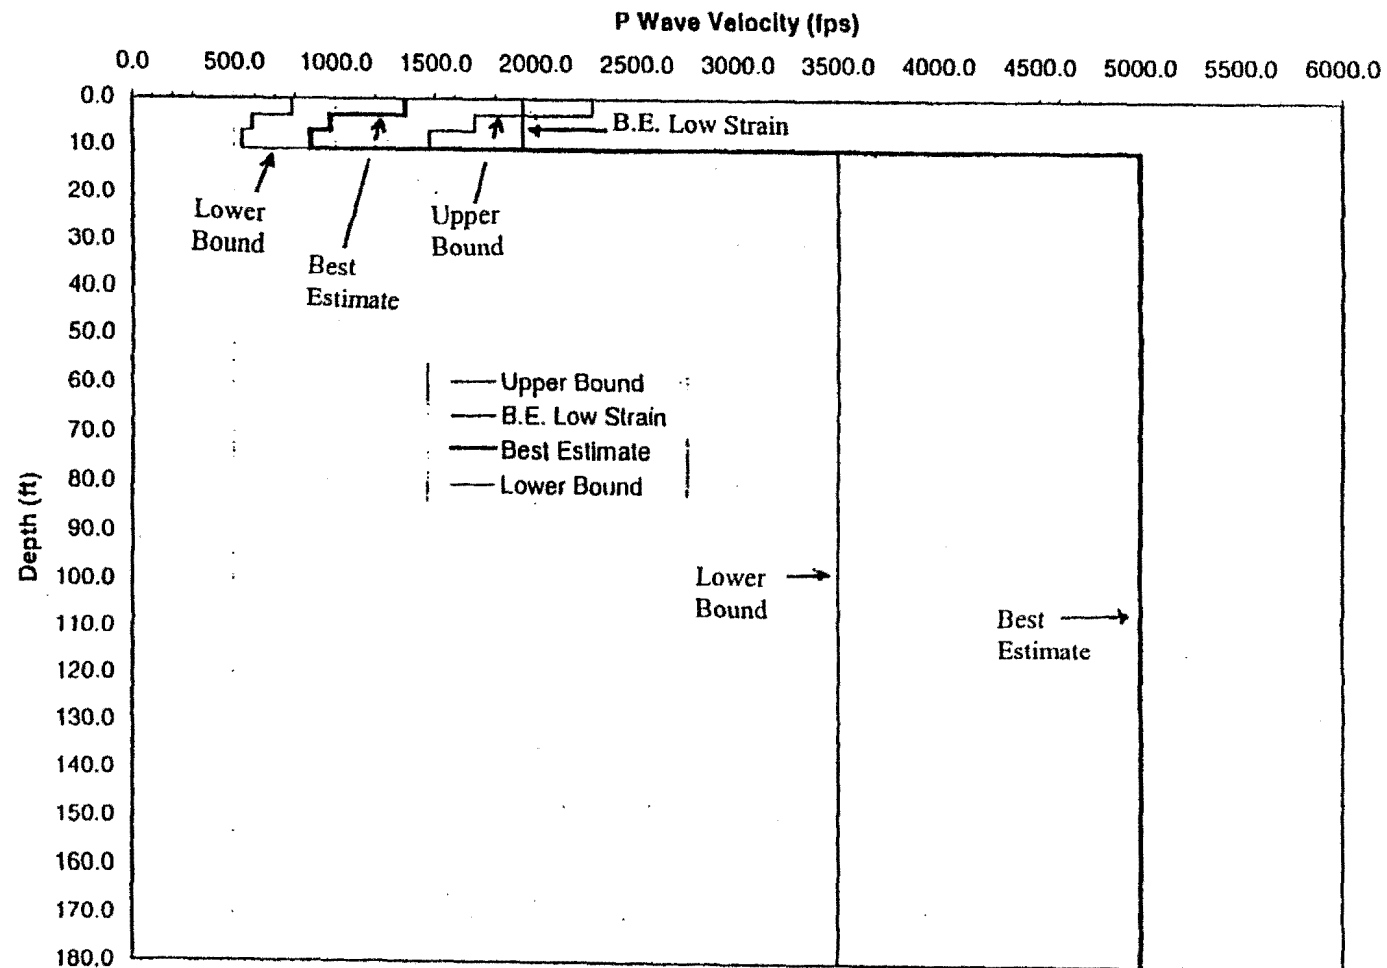 P Wave Velocity (fps)
0.0 500.0 1000.0 1500.0 2000.0 2500.0 3000.0 3500.0 4000.0 4500.0 5000.0 5500.0 6000.0
0.0
10.0
20.0
30.0
40.0
50.0
60.0
70.0
80.0
90.0
100.0
110.0
120.0
130.0
140.0
150.0
160.0
170.0
180.0
Depth (ft)
B.E. Low Strain
Lower
Bound
Best
Estimate
Upper
Bound
Upper Bound
B.E. Low Strain
Best Estimate
Lower Bound
Lower
Bound
Best
Estimate